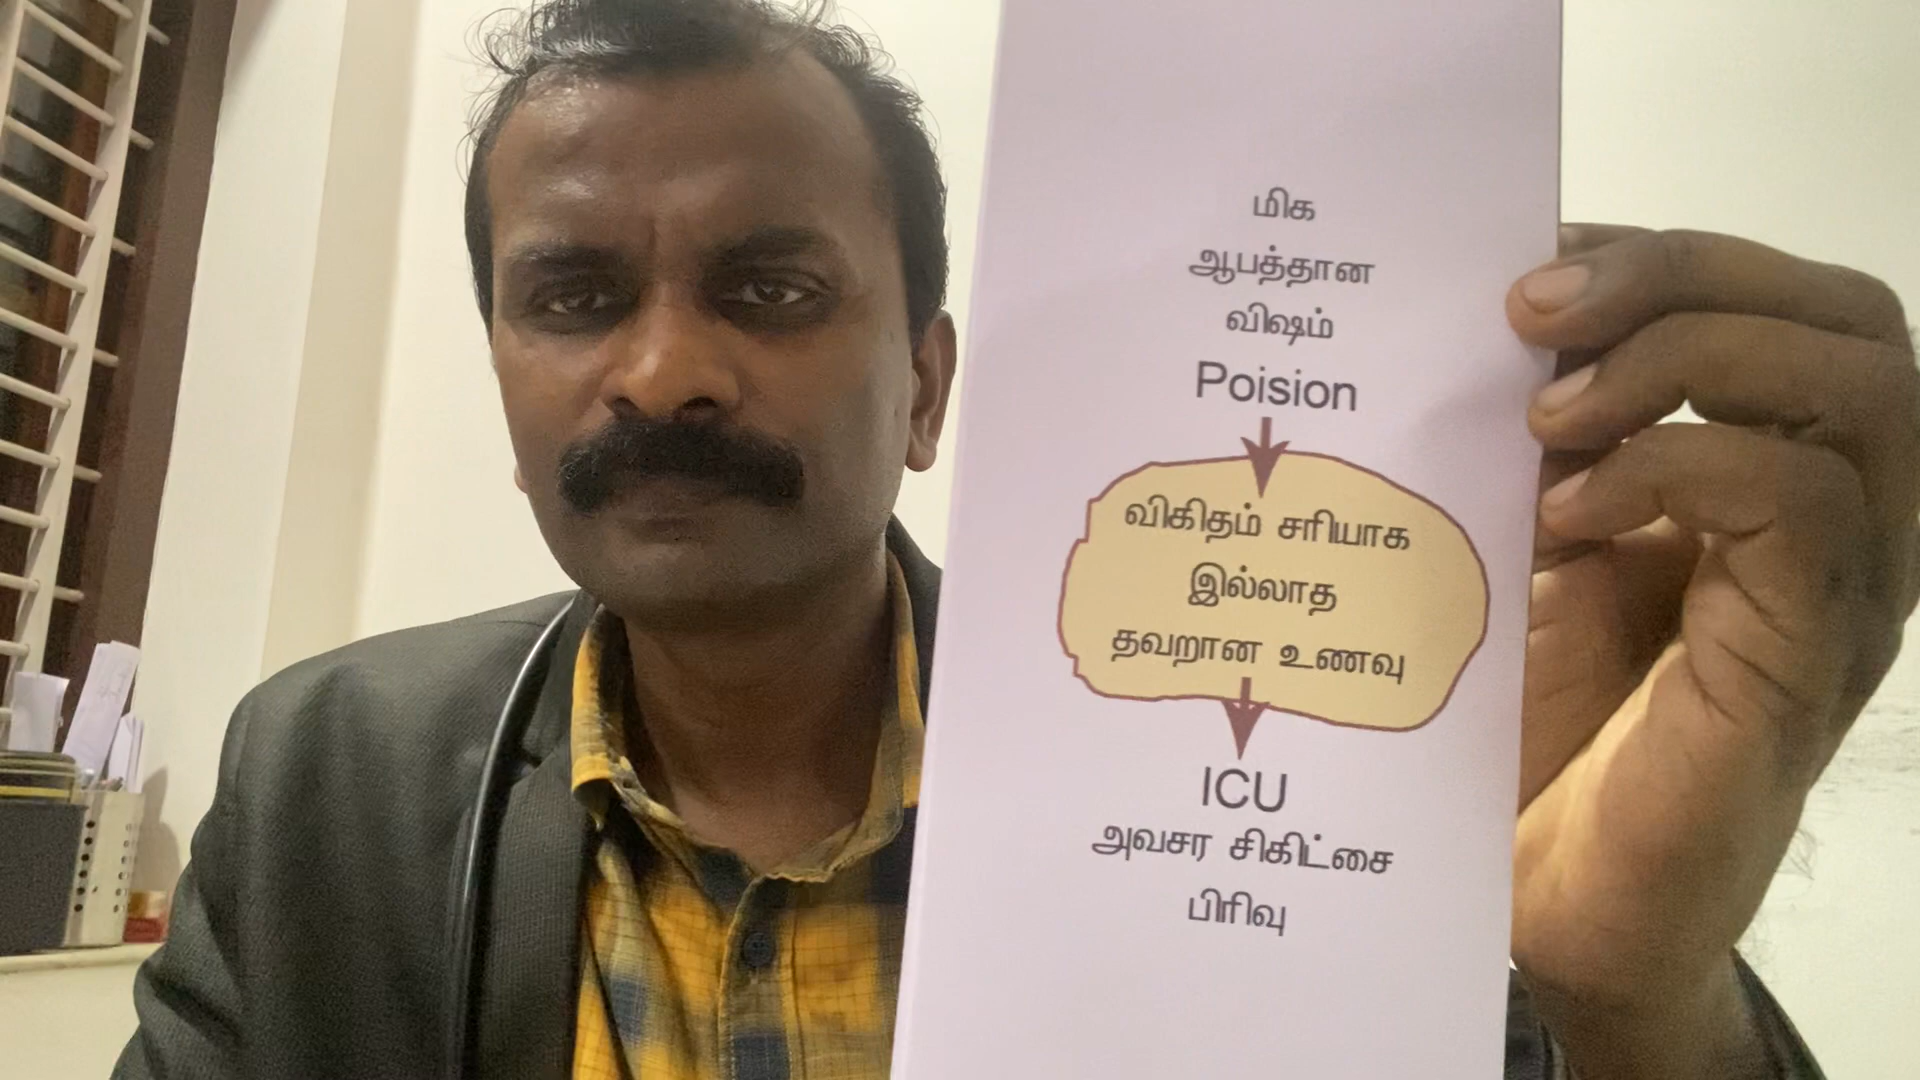 மிக
ஆபத்தான
விஷம்
Poision
விகிதம் சரியாக
இல்லாத
தவறான உணவு
ICU
அவசர சிகிட்சை
பிரிவு